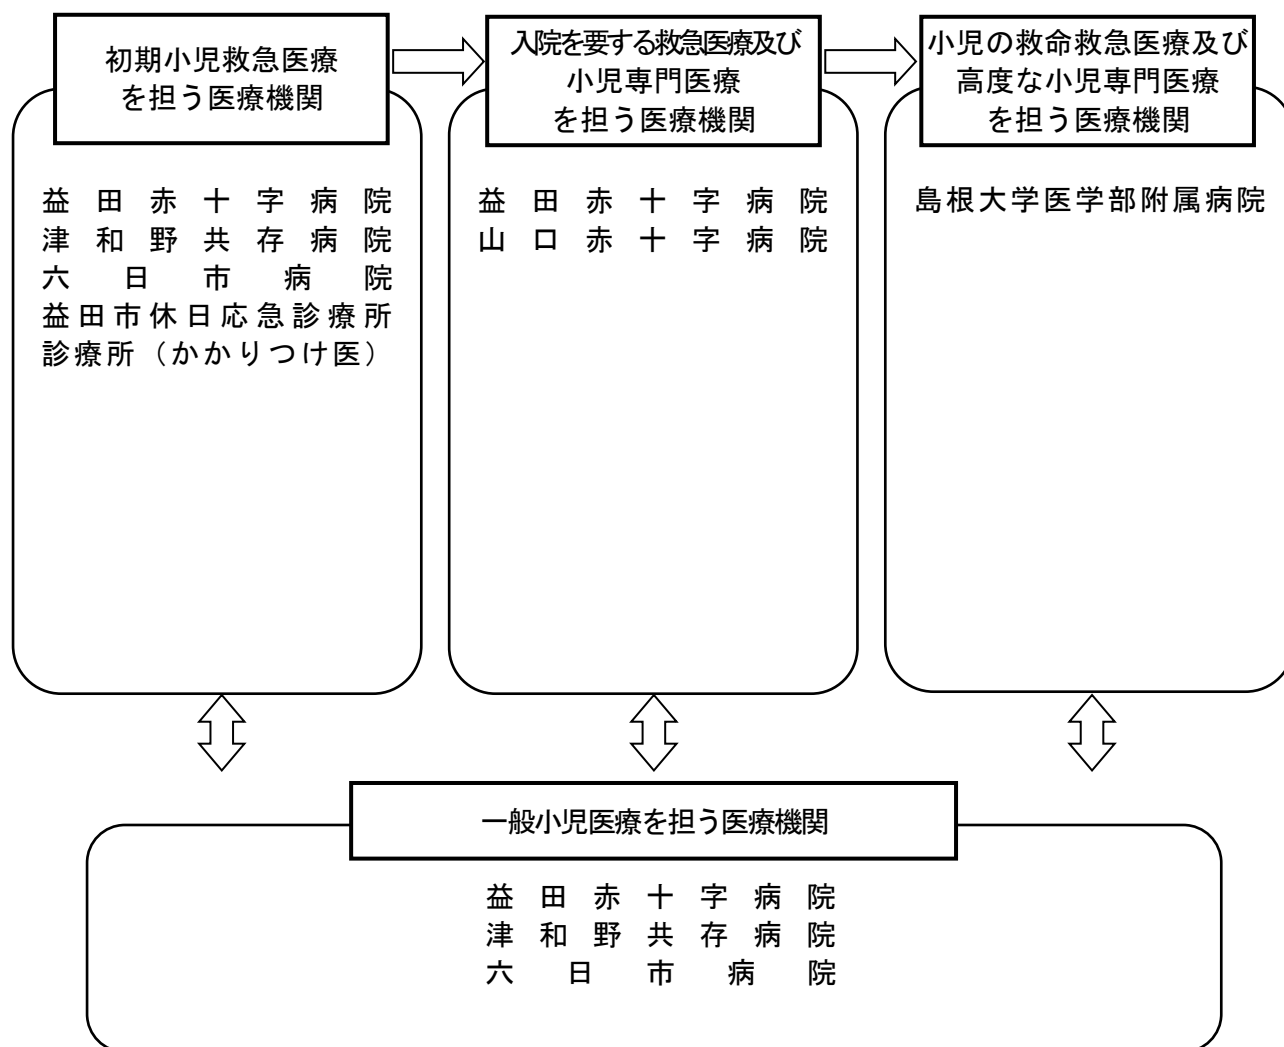 初期小児救急医療
を担う医療機関
益田赤十字病院
津和野共存病院
六日市病院
益田市休日応急診療所
診療所（かかりつけ医）
入院を要する救急医療及び
小児専門医療
を担う医療機関
益田赤十字病院
山口赤十字病院
小児の救命救急医療及び
高度な小児専門医療
を担う医療機関
島根大学医学部附属病院
一般小児医療を担う医療機関
益田赤十字病院
津和野共存病院
六日市病院